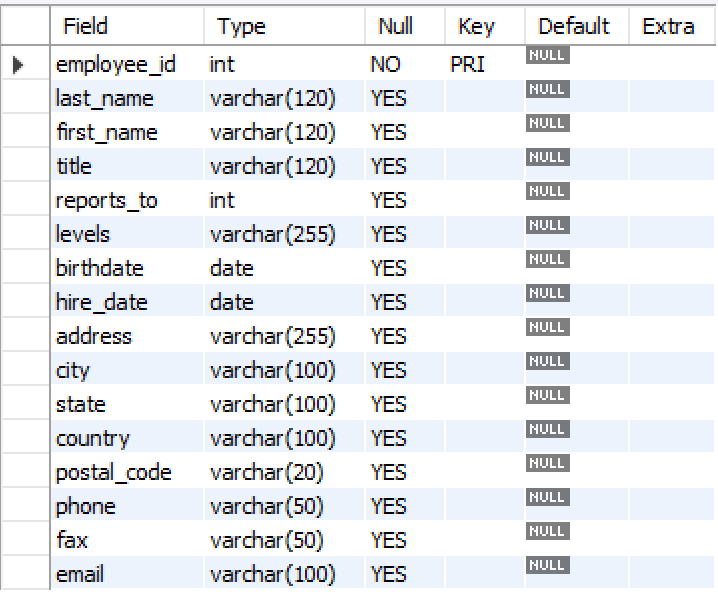 Field Type Null Key Default Extra
employee_id int NO PRI NULL
last_name varchar(120) YES NULL
first_name varchar(120) YES NULL
title varchar(120) YES NULL
reports_to int YES NULL
levels varchar(255) YES NULL
birthdate date YES NULL
hire_date date YES NULL
address varchar(255) YES NULL
city varchar(100) YES NULL
state varchar(100) YES NULL
country varchar(100) YES NULL
postal_code varchar(20) YES NULL
phone varchar(50) YES NULL
fax varchar(50) YES NULL
email varchar(100) YES NULL